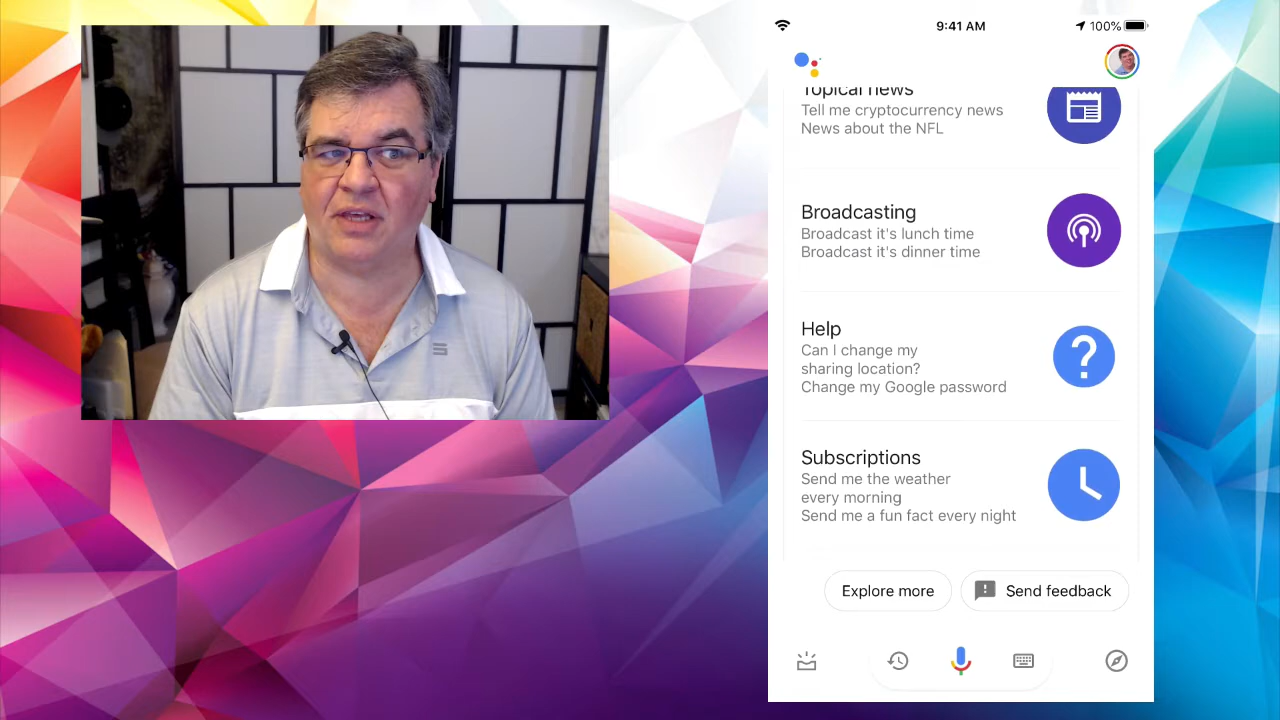 9:41 AM
100%
Topical news
Tell me cryptocurrency news
News about the NFL
Broadcasting
Broadcast it's lunch time
Broadcast it's dinner time
Help
Can I change my
sharing location?
Change my Google password
Subscriptions
Send me the weather
every morning
Send me a fun fact every night
Explore more
Send feedback